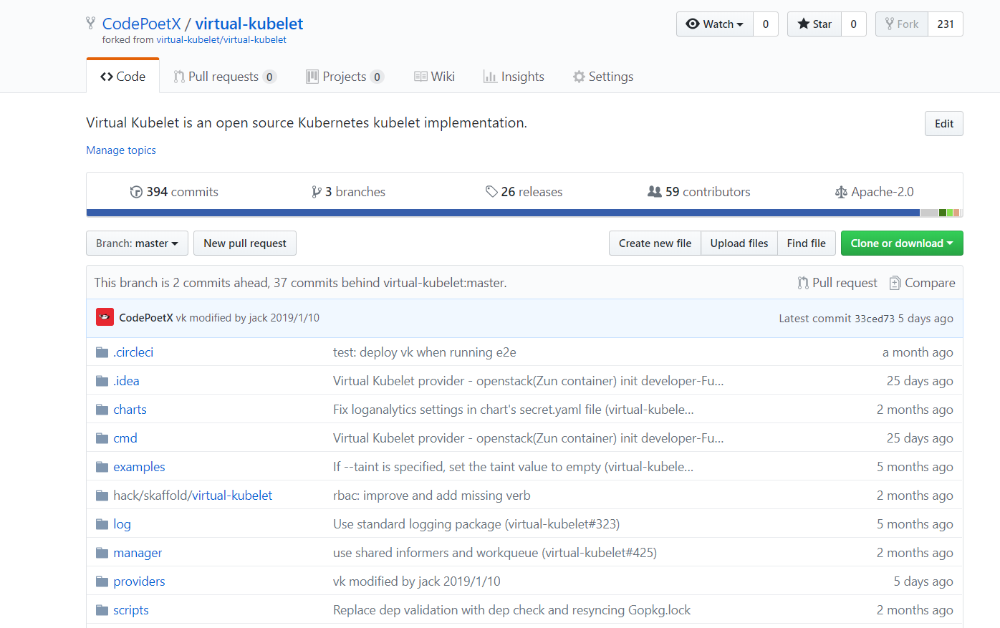 CodePoetX / virtual-kubelet
Watch 0 Star 0 Fork 231
forked from virtual-kubelet/virtual-kubelet
Code Pull requests 0 Projects 0 Wiki Insights Settings
Virtual Kubelet is an open source Kubernetes kubelet implementation.
Edit
Manage topics
394 commits 3 branches 26 releases 59 contributors Apache-2.0
Branch: master New pull request Create new file Upload files Find file Clone or download
This branch is 2 commits ahead, 37 commits behind virtual-kubelet:master. Pull request Compare
CodePoetX vk modified by jack 2019/1/10 Latest commit 33ced73 5 days ago
.circleci test: deploy vk when running e2e a month ago
.idea Virtual Kubelet provider - openstack(Zun container) init developer-Fu... 25 days ago
charts Fix loganalytics settings in chart's secret.yaml file (virtual-kubele... 2 months ago
cmd Virtual Kubelet provider - openstack(Zun container) init developer-Fu... 25 days ago
examples If --taint is specified, set the taint value to empty (virtual-kubele... 5 months ago
hack/skaffold/virtual-kubelet rbac: improve and add missing verb 2 months ago
log Use standard logging package (virtual-kubelet#323) 5 months ago
manager use shared informers and workqueue (virtual-kubelet#425) 2 months ago
providers vk modified by jack 2019/1/10 5 days ago
scripts Replace dep validation with dep check and resyncing Gopkg.lock 2 months ago